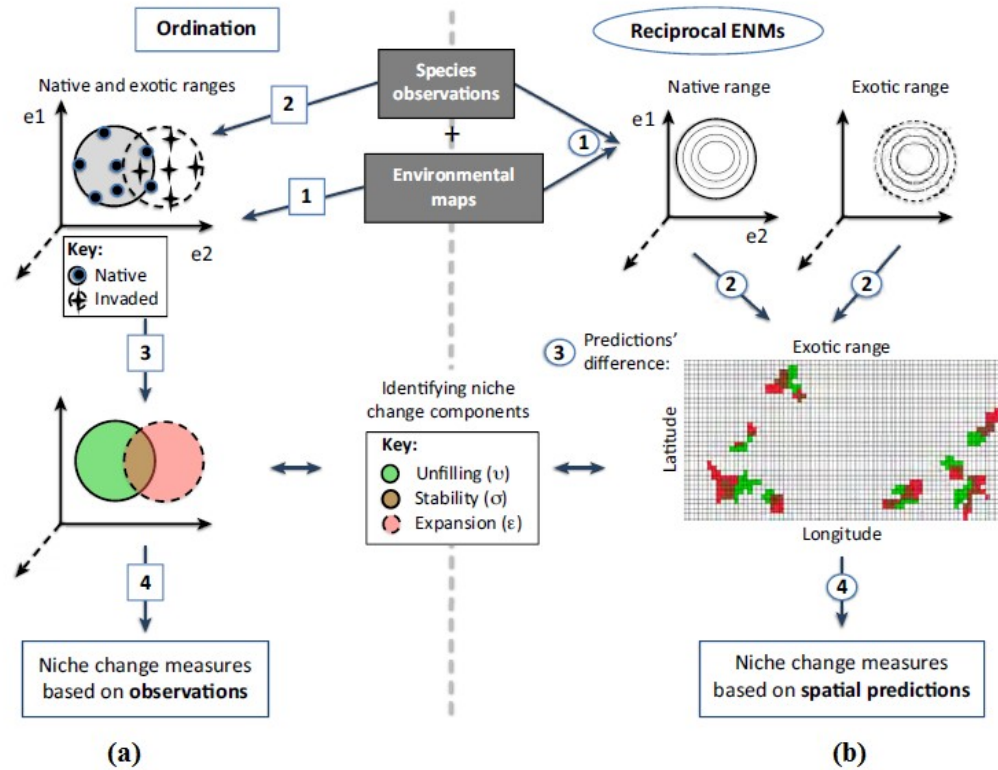 Ordination
Reciprocal ENMs
Species
observations
+
Environmental
maps
Native and exotic ranges
e1
e2
2
1
Key:
Native
Invaded
3
4
Niche change measures
based on observations
(a)
Native range
Exotic range
e1
e2
1
2
2
3
Predictions'
difference:
Exotic range
Latitude
Longitude
Identifying niche
change components
Key:
Unfilling (υ)
Stability (σ)
Expansion (ε)
4
Niche change measures
based on spatial predictions
(b)